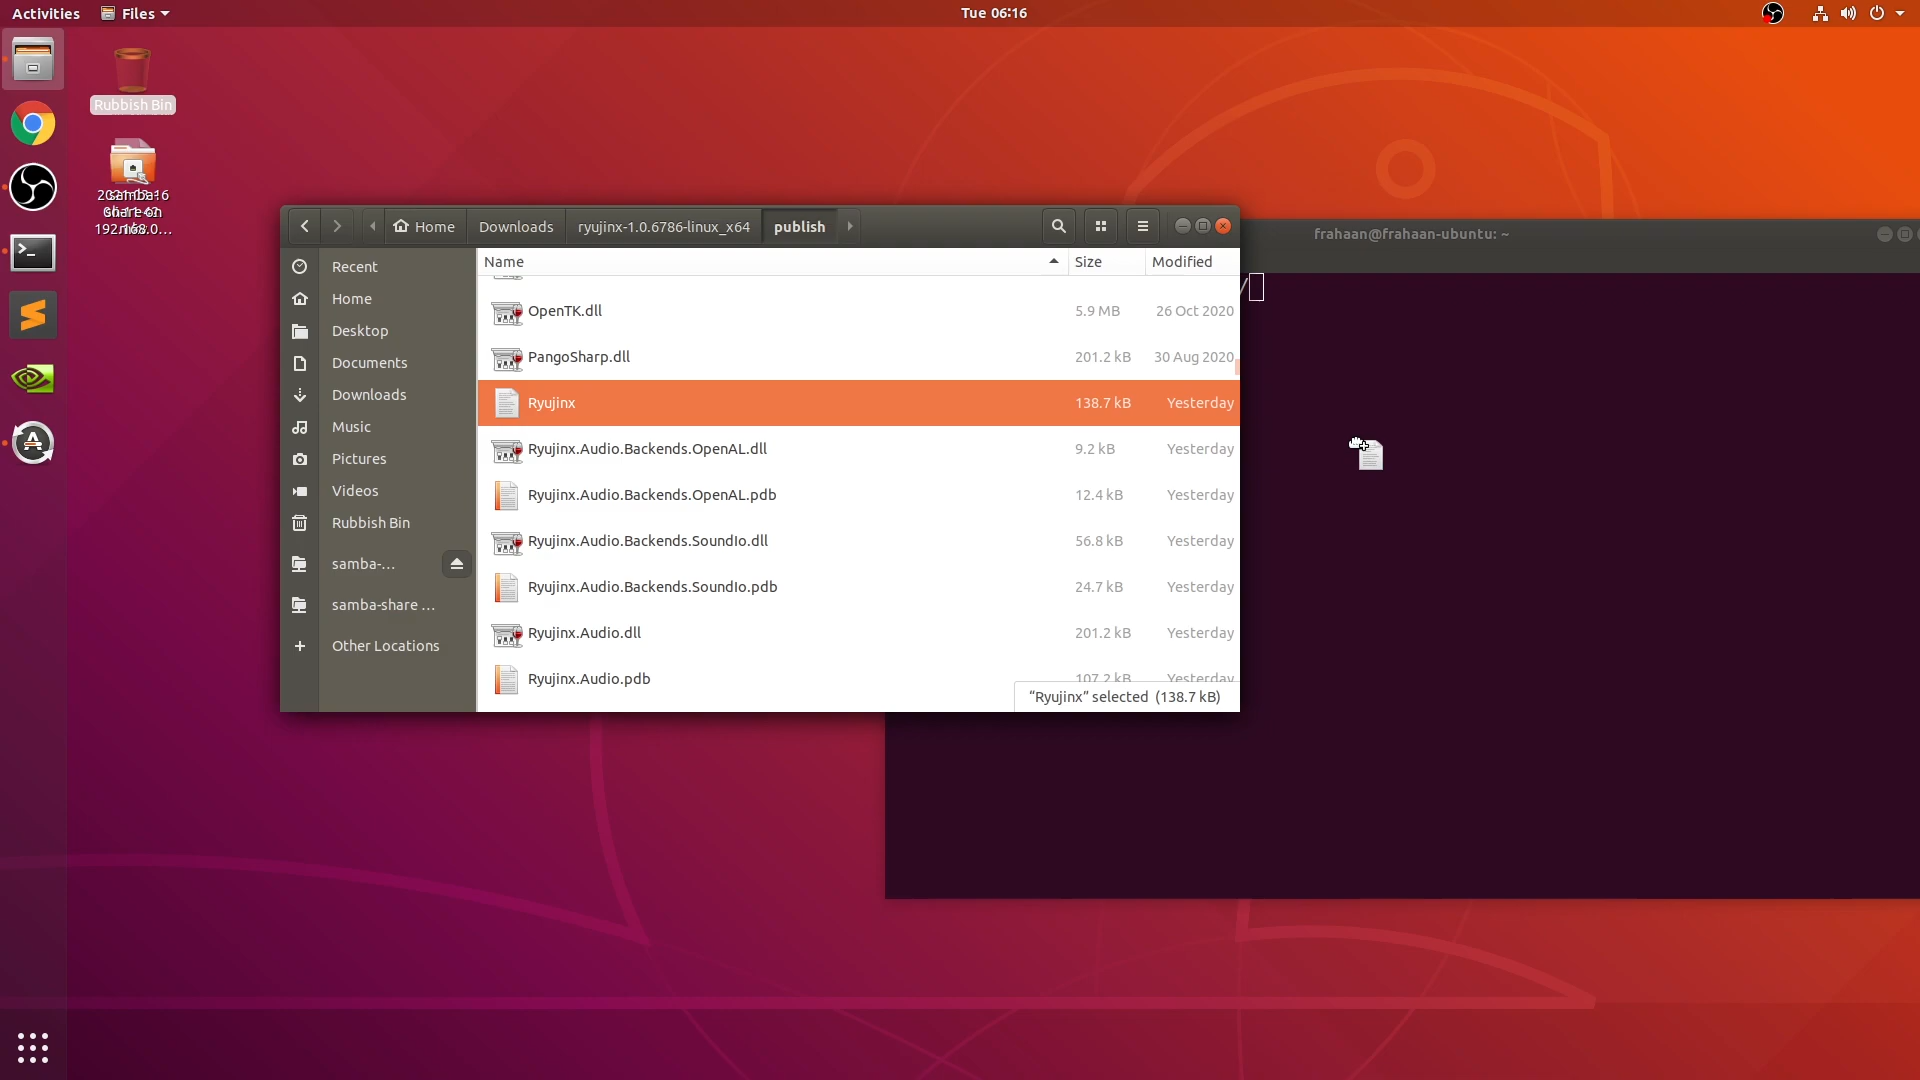 Activities Files Tue 06:16
Rubbish Bin
Home Downloads ryujinx-1.0.6786-linux_x64 publish
frahaan@frahaan-ubuntu: ~
/
Recent
Home
Desktop
Documents
Downloads
Music
Pictures
Videos
Rubbish Bin
samba-...
samba-share ...
Other Locations
Name Size Modified
OpenTK.dll 5.9 MB 26 Oct 2020
PangoSharp.dll 201.2 kB 30 Aug 2020
Ryujinx 138.7 kB Yesterday
Ryujinx.Audio.Backends.OpenAL.dll 9.2 kB Yesterday
Ryujinx.Audio.Backends.OpenAL.pdb 12.4 kB Yesterday
Ryujinx.Audio.Backends.SoundIo.dll 56.8 kB Yesterday
Ryujinx.Audio.Backends.SoundIo.pdb 24.7 kB Yesterday
Ryujinx.Audio.dll 201.2 kB Yesterday
Ryujinx.Audio.pdb 107.2 kB Yesterday
“Ryujinx” selected (138.7 kB)